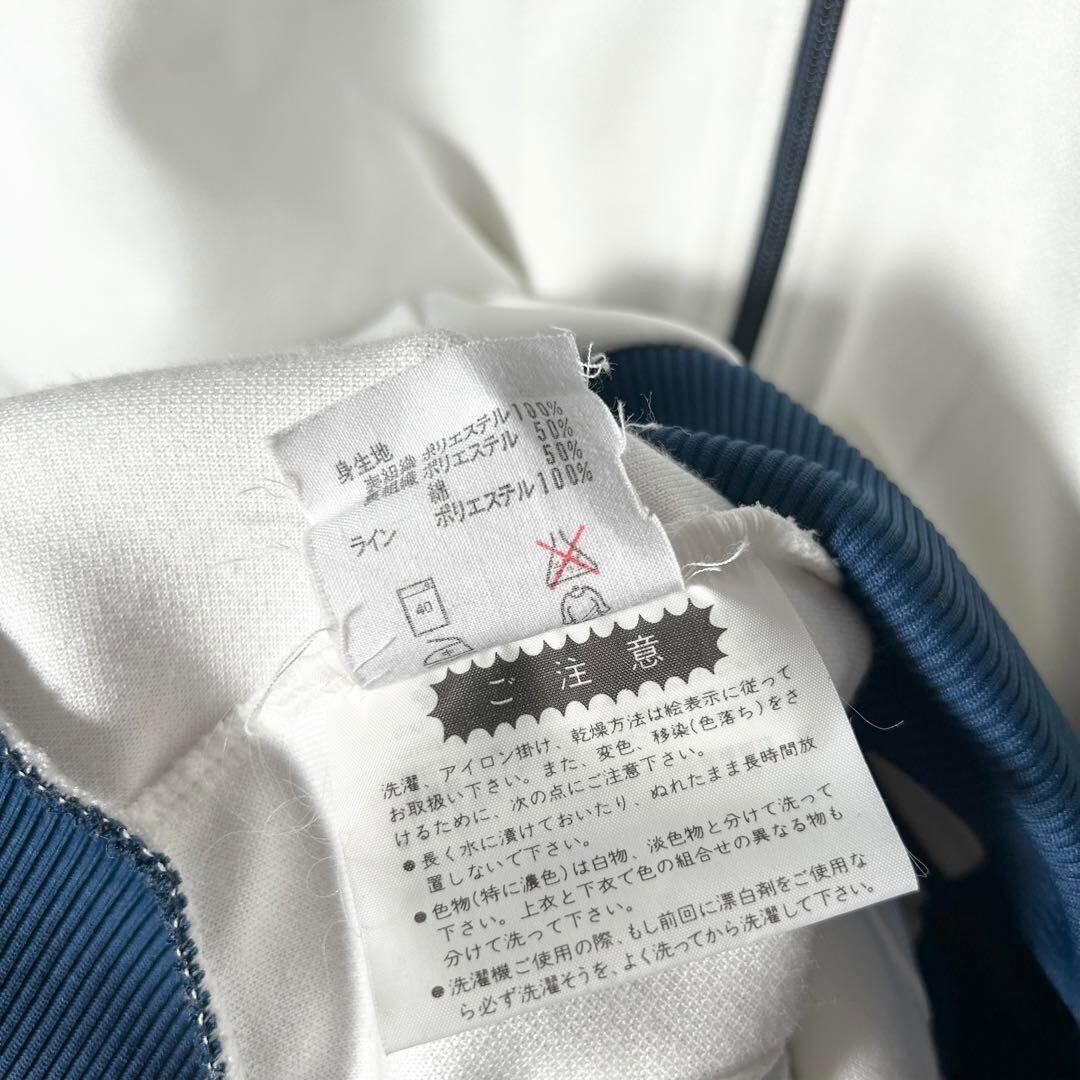 身生地 ポリエステル100%
表組織 ポリエステル 50%
裏組織 綿 50%
ライン ポリエステル100%
40
ご注意
洗濯、アイロン掛け、乾燥方法は絵表示に従って
お取扱い下さい。また、変色、移染(色落ち)をさ
けるために、次の点にご注意下さい。
●長く水に漬けておいたり、ぬれたまま長時間放
置しないで下さい。
●色物(特に濃色)は白物、淡色物と分けて洗って
下さい。上衣と下衣で色の組合せの異なる物も
分けて洗って下さい。
●洗濯機ご使用の際、もし前回に漂白剤をご使用な
ら必ず洗濯そうを、よく洗ってから洗濯して下さい。